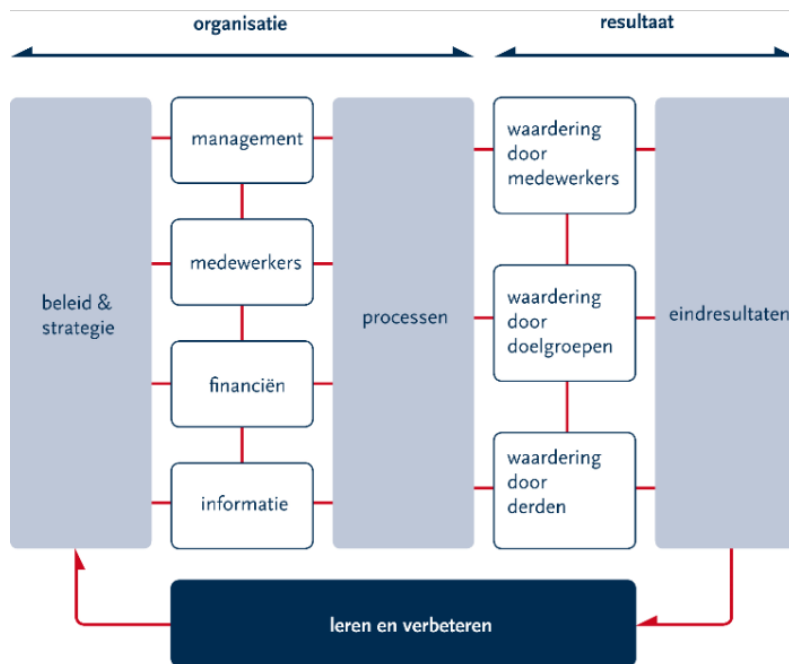 organisatie
resultaat
beleid &
strategie
management
medewerkers
financiën
informatie
processen
waardering
door
medewerkers
waardering
door
doelgroepen
waardering
door
derden
eindresultaten
leren en verbeteren